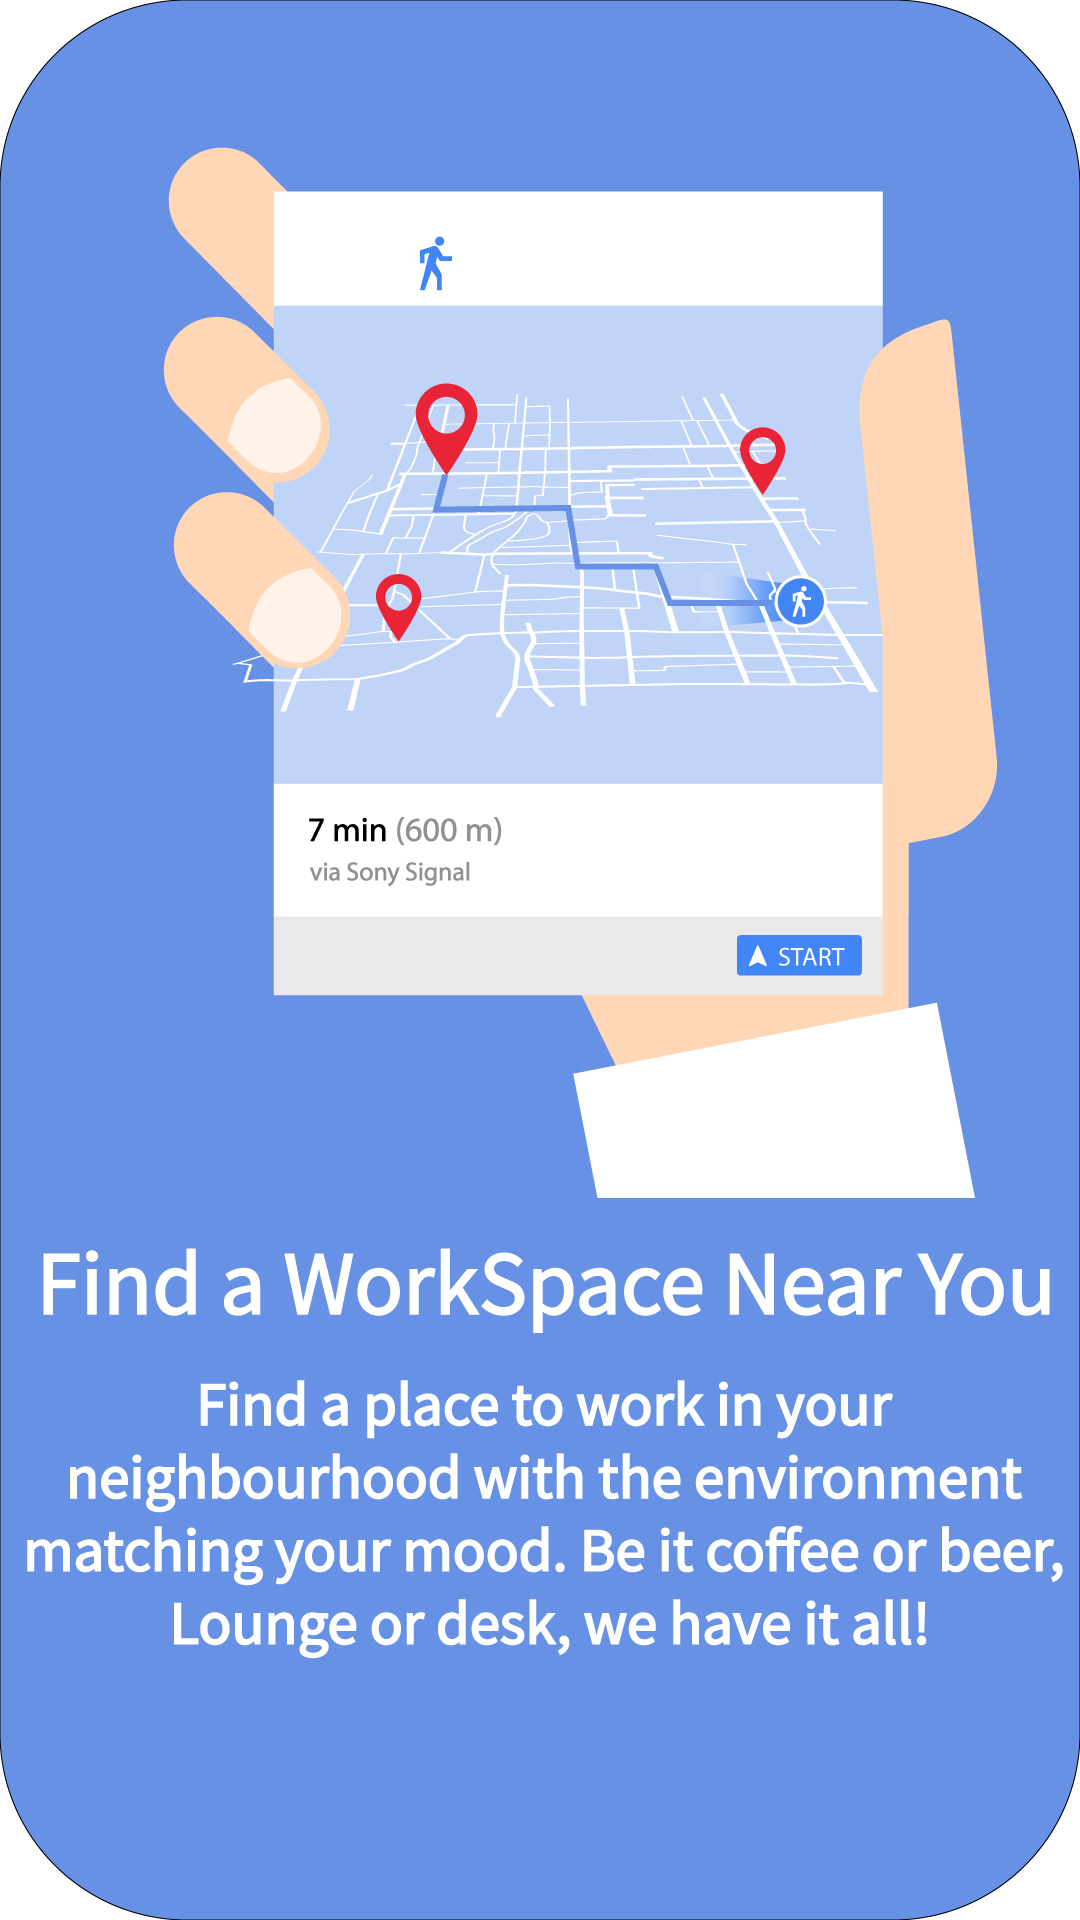 7 min (600 m)
via Sony Signal
START
Find a WorkSpace Near You
Find a place to work in your
neighbourhood with the environment
matching your mood. Be it coffee or beer,
Lounge or desk, we have it all!